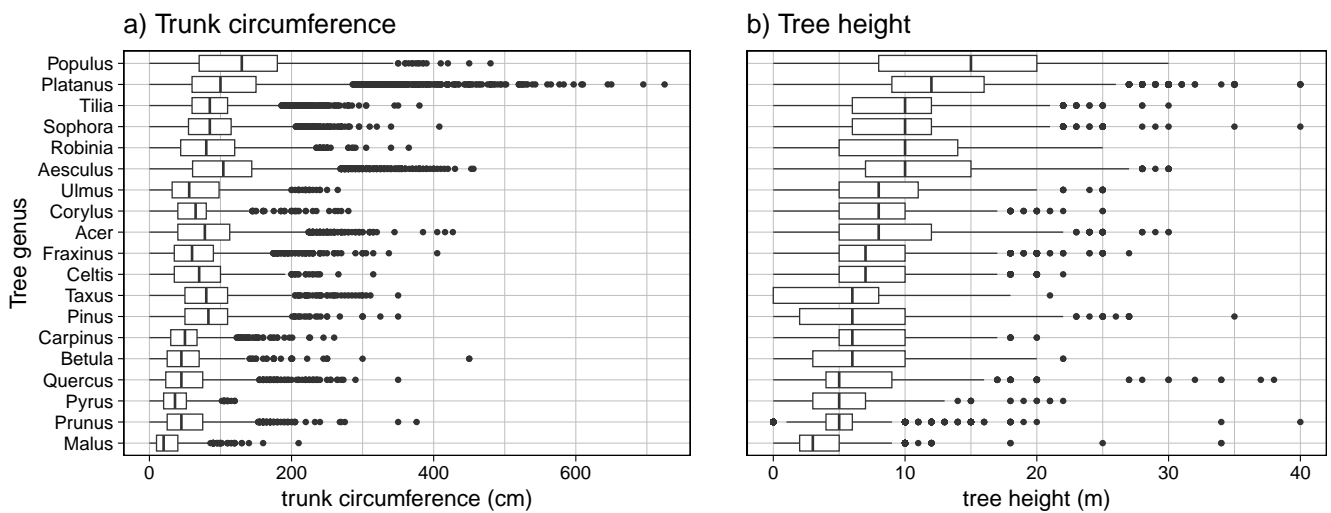 a) Trunk circumference
b) Tree height
Tree genus
Populus
Platanus
Tilia
Sophora
Robinia
Aesculus
Ulmus
Corylus
Acer
Fraxinus
Celtis
Taxus
Pinus
Carpinus
Betula
Quercus
Pyrus
Prunus
Malus
0 200 400 600
0 10 20 30 40
trunk circumference (cm)
tree height (m)